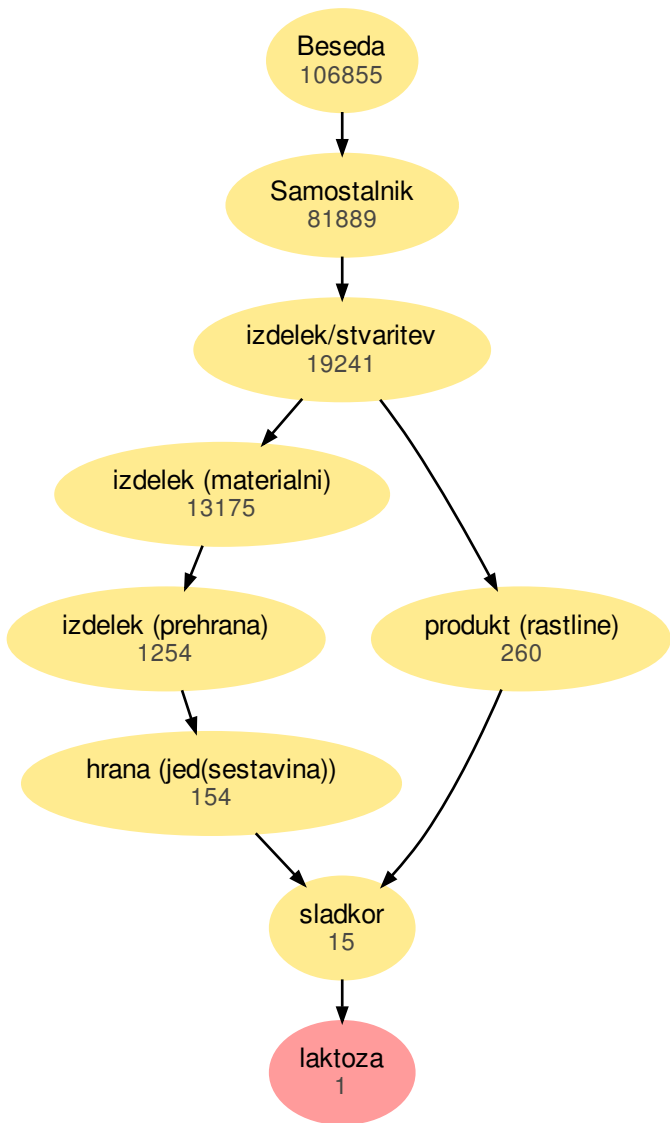 Beseda
106855
Samostalnik
81889
izdelek/stvaritev
19241
izdelek (materialni)
13175
izdelek (prehrana)
1254
produkt (rastline)
260
hrana (jed(sestavina))
154
sladkor
15
laktoza
1